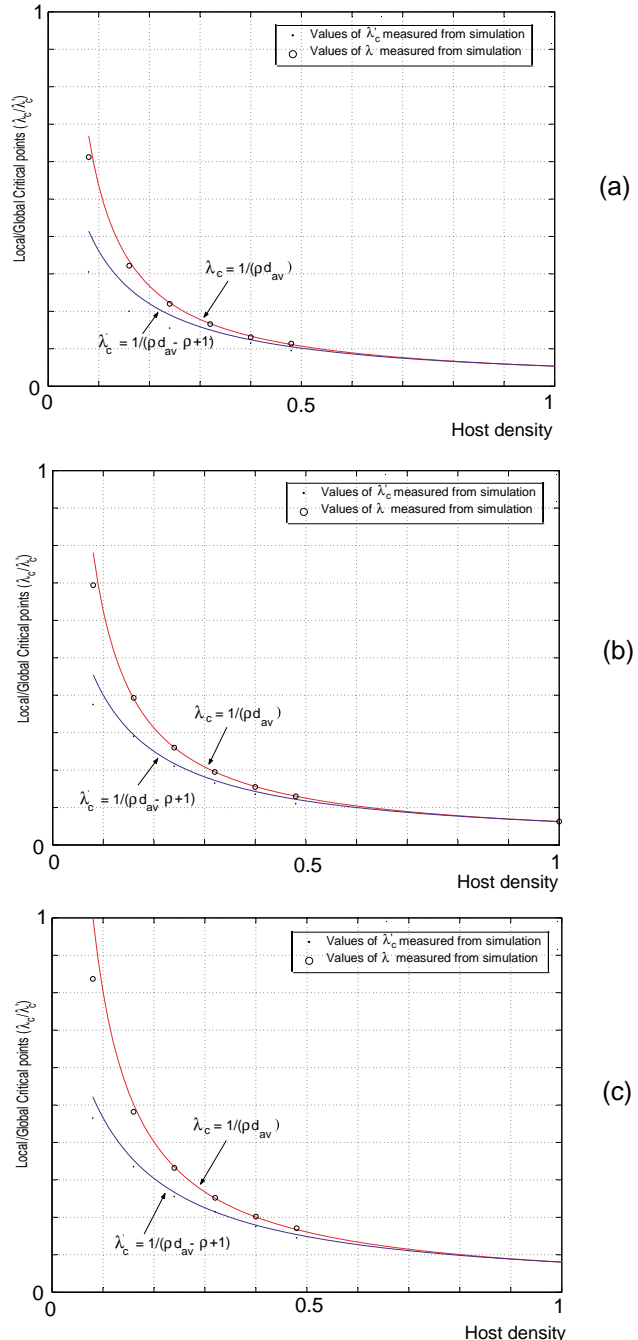 1
Values of λ'c measured from simulation
Values of λ measured from simulation
Local/Global Critical points (λc/λ'c)
λc = 1/(ρdav)
λ'c = 1/(ρdav - ρ+1)
0
0
0.5
1
Host density
(a)
1
Values of λ'c measured from simulation
Values of λ measured from simulation
Local/Global Critical points (λc/λ'c)
λc = 1/(ρdav)
λ'c = 1/(ρdav - ρ+1)
0
0
0.5
1
Host density
(b)
1
Values of λ'c measured from simulation
Values of λ measured from simulation
Local/Global Critical points (λc/λ'c)
λc = 1/(ρdav)
λ'c = 1/(ρdav - ρ+1)
0
0
0.5
1
Host density
(c)